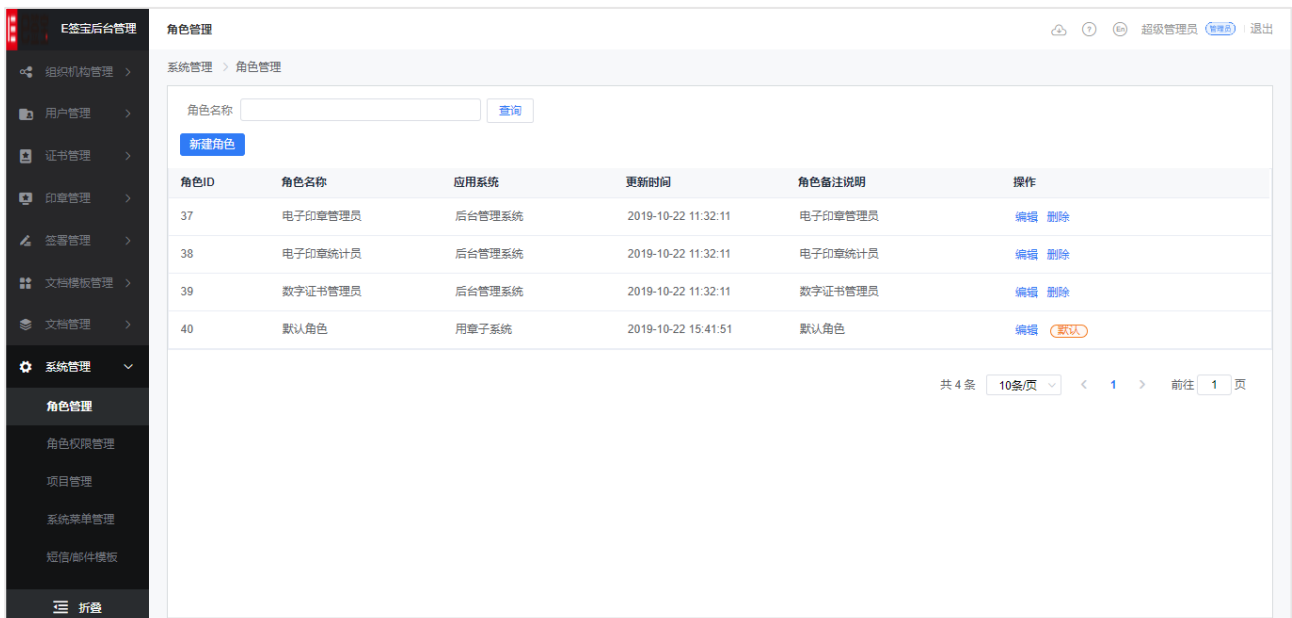 E签宝后台管理
角色管理
En 超级管理员 管理员 退出
组织机构管理
用户管理
证书管理
印章管理
签署管理
文档模板管理
文档管理
系统管理
角色管理
角色权限管理
项目管理
系统菜单管理
短信/邮件模板
折叠
系统管理 > 角色管理
角色名称 查询
新建角色
角色ID 角色名称 应用系统 更新时间 角色备注说明 操作
37 电子印章管理员 后台管理系统 2019-10-22 11:32:11 电子印章管理员 编辑 删除
38 电子印章统计员 后台管理系统 2019-10-22 11:32:11 电子印章统计员 编辑 删除
39 数字证书管理员 后台管理系统 2019-10-22 11:32:11 数字证书管理员 编辑 删除
40 默认角色 用章子系统 2019-10-22 15:41:51 默认角色 编辑 默认
共 4 条 10条/页 < 1 > 前往 1 页